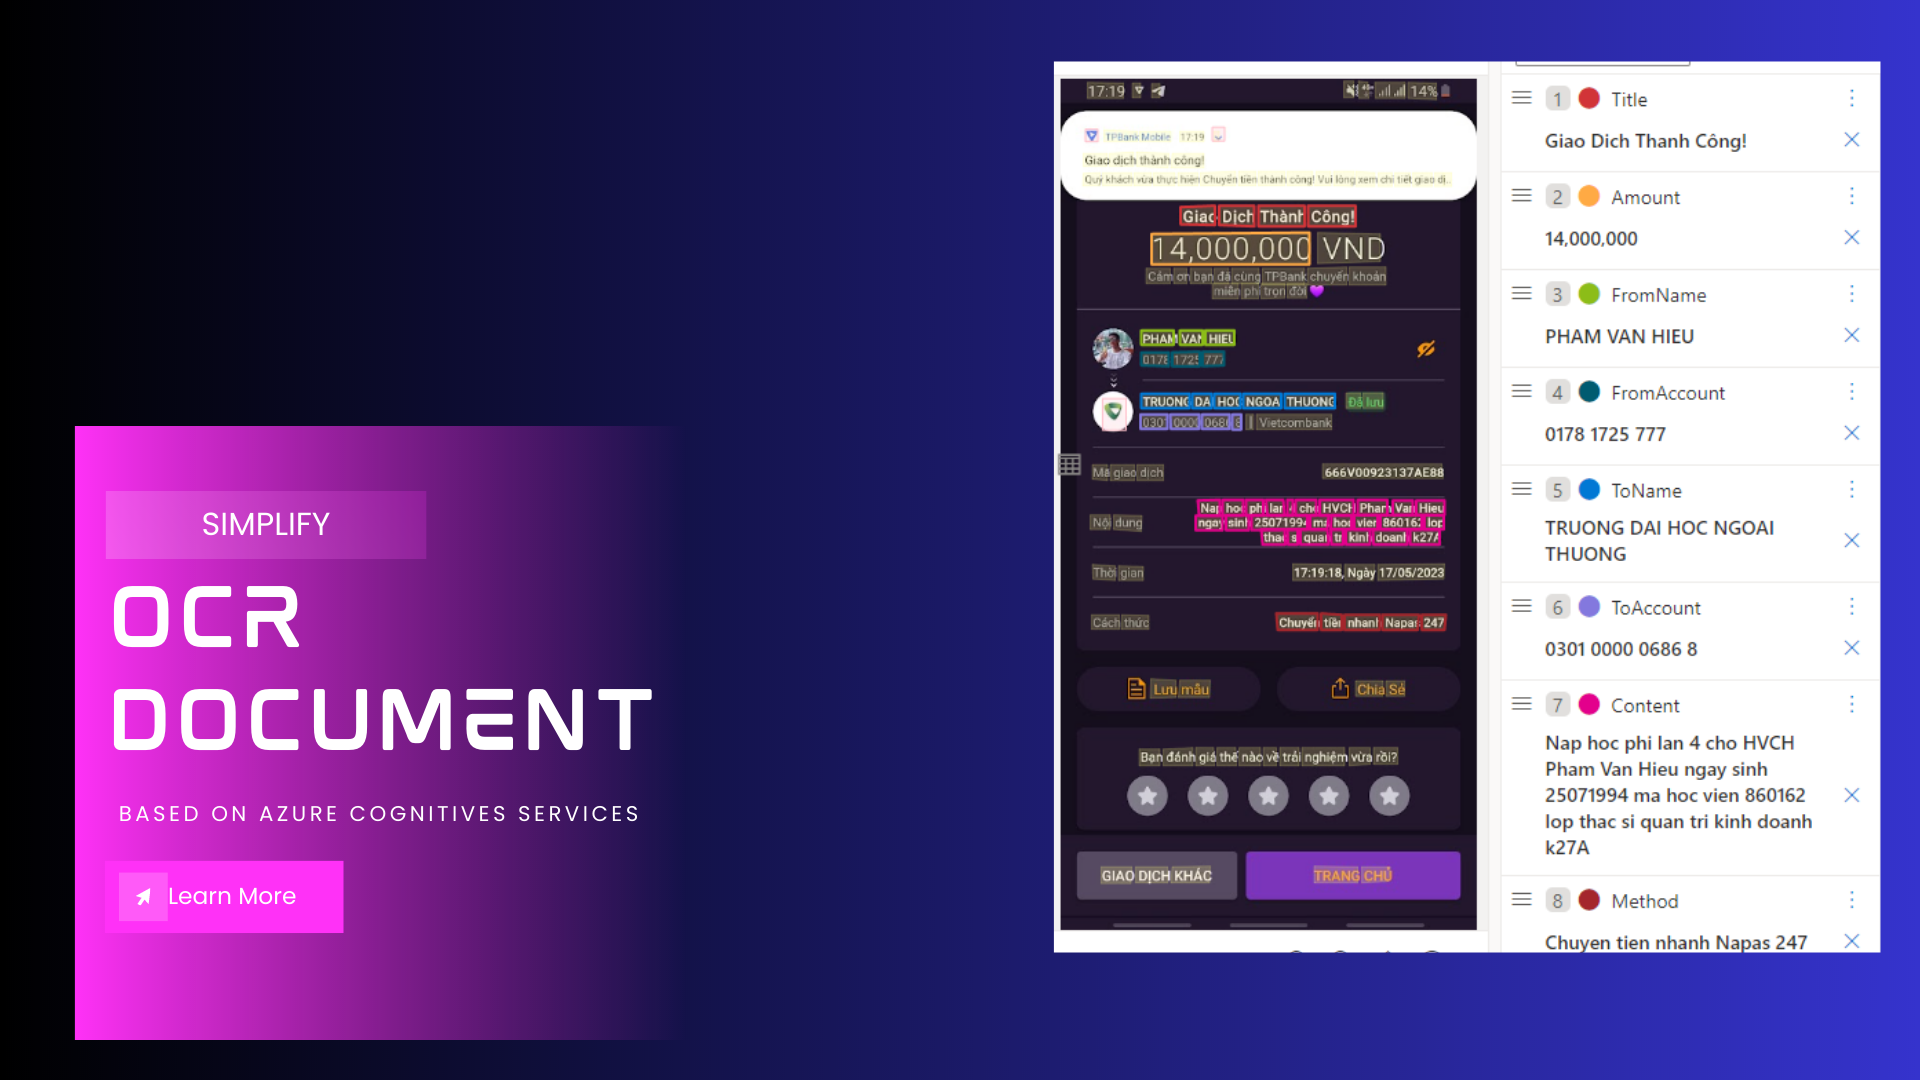 SIMPLIFY
OCR
DOCUMENT
BASED ON AZURE COGNITIVES SERVICES
Learn More
17:19
14%
TPBank Mobile 17:19
Giao dịch thành công!
Quý khách vừa thực hiện Chuyển tiền thành công! Vui lòng xem chi tiết giao dị..
Giao Dịch Thành Công!
14,000,000 VND
Cảm ơn bạn đã cùng TPBank chuyển khoản
miễn phí trọn đời
PHAM VAN HIEU
0178 1725 777
TRUONG DAI HOC NGOAI THUONG Đã lưu
0301 0000 0686 8 | Vietcombank
Mã giao dịch 666V00923137AE88
Nội dung
Nap hoc phi lan 4 cho HVCH Pham Van Hieu
ngay sinh 25071994 ma hoc vien 860162 lop
thac si quan tri kinh doanh k27A
Thời gian 17:19:18, Ngày 17/05/2023
Cách thức Chuyển tiền nhanh Napas 247
Lưu mẫu Chia Sẻ
Bạn đánh giá thế nào về trải nghiệm vừa rồi?
GIAO DỊCH KHÁC TRANG CHỦ
1 Title
Giao Dich Thanh Công!
2 Amount
14,000,000
3 FromName
PHAM VAN HIEU
4 FromAccount
0178 1725 777
5 ToName
TRUONG DAI HOC NGOAI
THUONG
6 ToAccount
0301 0000 0686 8
7 Content
Nap hoc phi lan 4 cho HVCH
Pham Van Hieu ngay sinh
25071994 ma hoc vien 860162
lop thac si quan tri kinh doanh
k27A
8 Method
Chuyen tien nhanh Napas 247